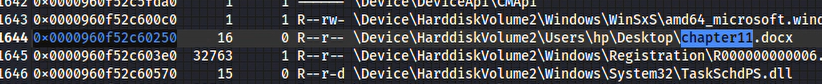 1642 0x0000960f52c5fda0 1 1 ------ \Device\DeviceApi\CMApi
1643 0x0000960f52c600c0 1 1 R--rw- \Device\HarddiskVolume2\Windows\WinSxS\amd64_microsoft.wind
1644 0x0000960f52c60250 16 0 R--r-- \Device\HarddiskVolume2\Users\hp\Desktop\chapter11.docx
1645 0x0000960f52c603e0 32763 1 R--r-- \Device\HarddiskVolume2\Windows\Registration\R000000000006.
1646 0x0000960f52c60570 15 0 R--r-d \Device\HarddiskVolume2\Windows\System32\TaskSchdPS.dll